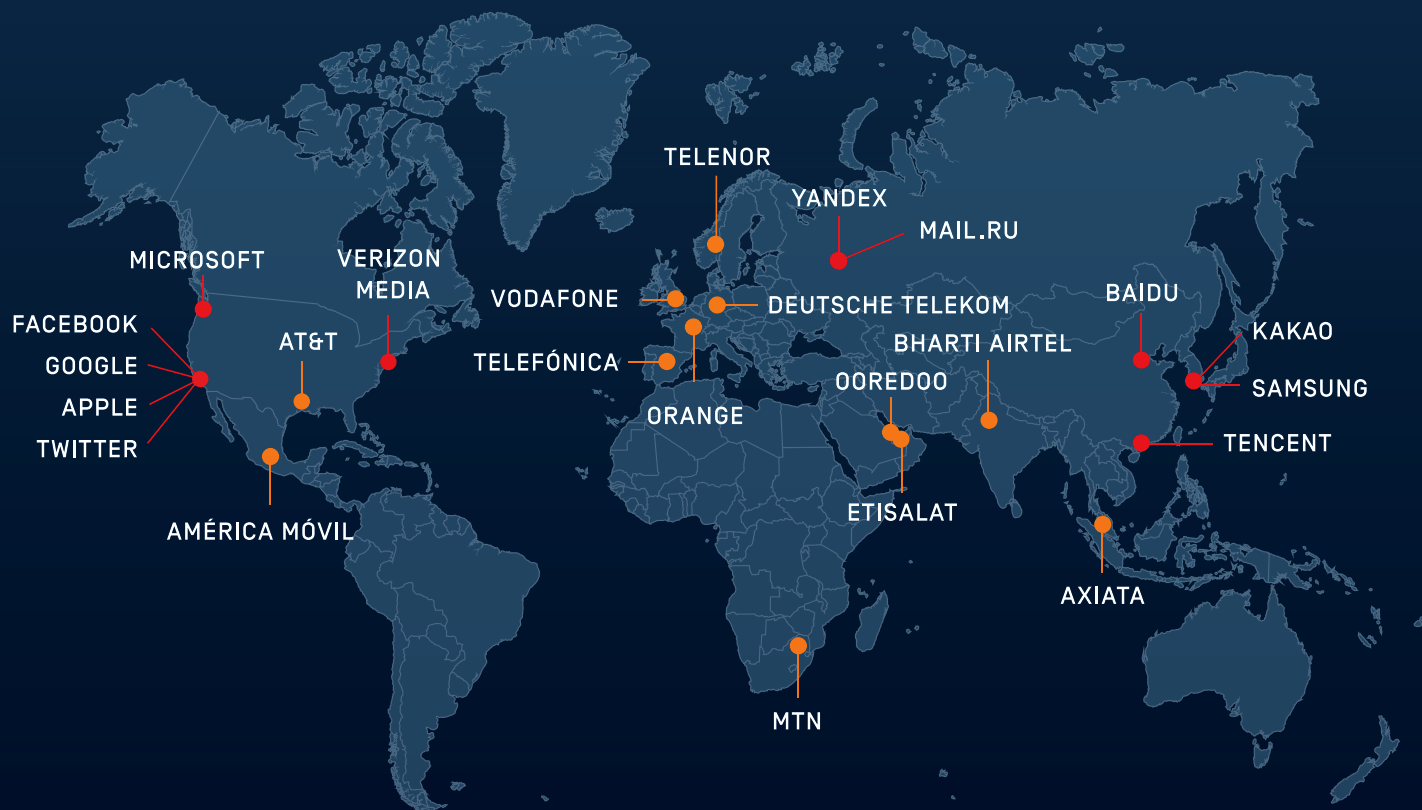 TELENOR
YANDEX
MAIL.RU
MICROSOFT
VERIZON
MEDIA
VODAFONE
DEUTSCHE TELEKOM
BAIDU
FACEBOOK
GOOGLE
APPLE
TWITTER
AT&T
TELEFÓNICA
BHARTI AIRTEL
KAKAO
OOREDOO
SAMSUNG
ORANGE
TENCENT
ETISALAT
AMÉRICA MÓVIL
AXIATA
MTN